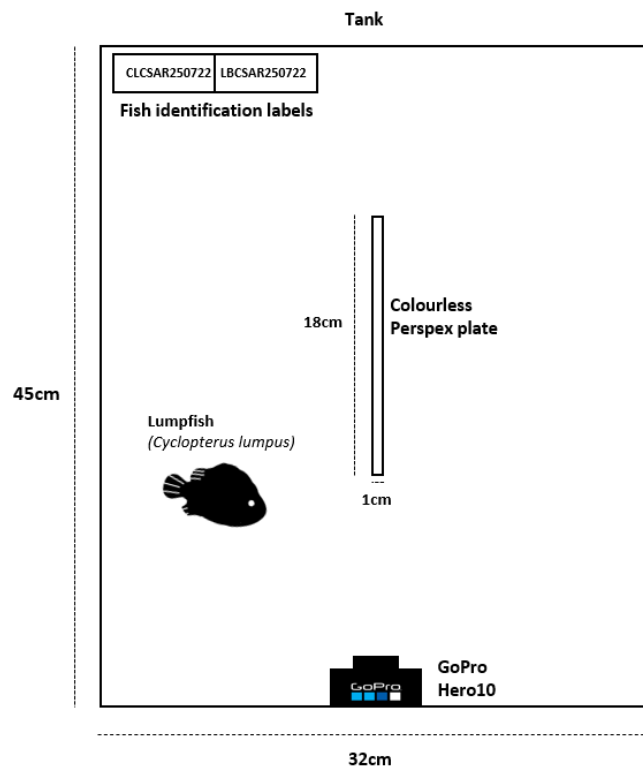 Tank
CLCSAR250722 LBCSAR250722
Fish identification labels
18cm
Colourless
Perspex plate
45cm
Lumpfish
(Cyclopterus lumpus)
1cm
GoPro
GoPro
Hero10
32cm